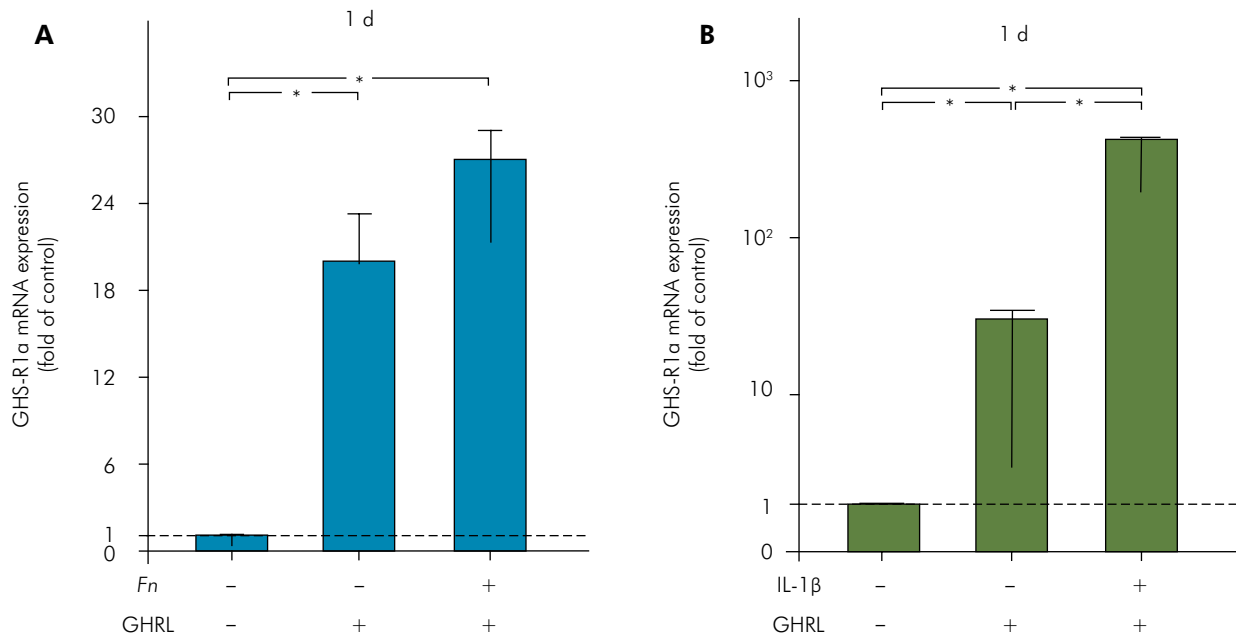 A
1 d
*
*
GHS-R1a mRNA expression
(fold of control)
30
24
18
12
6
1
0
Fn – – +
GHRL – + +
B
1 d
*
* *
GHS-R1a mRNA expression
(fold of control)
10³
10²
10
1
0
IL-1β – – +
GHRL – + +